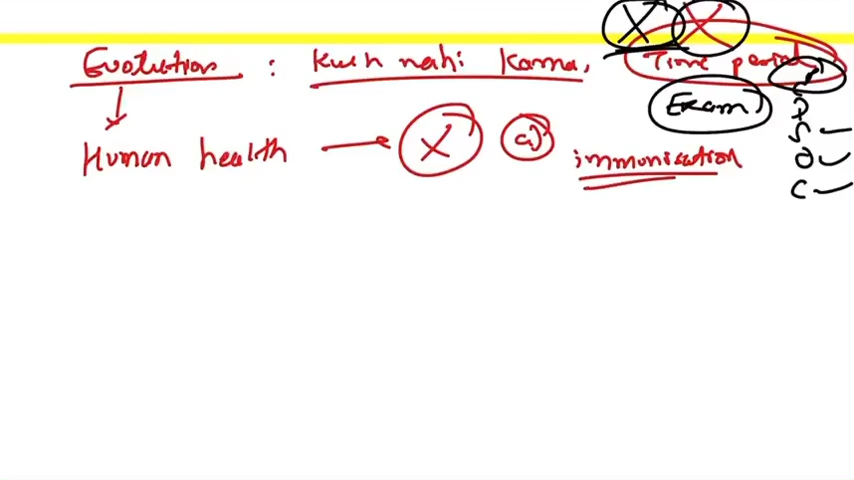 X X
Evolution : Kuch nahi Karna, Time period
Exam
P
S
O
C
Human health → X a) immunisation